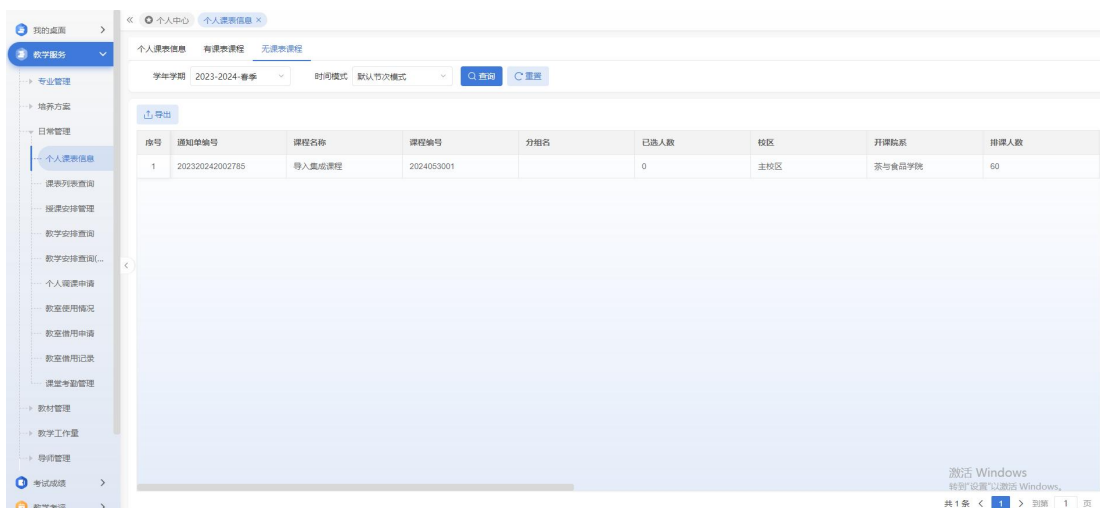 我的桌面
教学服务
专业管理
培养方案
日常管理
个人课表信息
课表列表查询
授课安排管理
教学安排查询
教学安排查询(...
个人调课申请
教室使用情况
教室借用申请
教室借用记录
课堂考勤管理
教材管理
教学工作量
导师管理
考试成绩
教学考评
个人中心 个人课表信息 ×
个人课表信息 有课表课程 无课表课程
学年学期 2023-2024-春季 时间模式 默认节次模式 查询 重置
导出
序号 通知单编号 课程名称 课程编号 分组名 已选人数 校区 开课院系 排课人数
1 202320242002785 导入集成课程 2024053001 0 主校区 茶与食品学院 60
激活 Windows
转到"设置"以激活 Windows。
共 1 条 < 1 > 到第 1 页